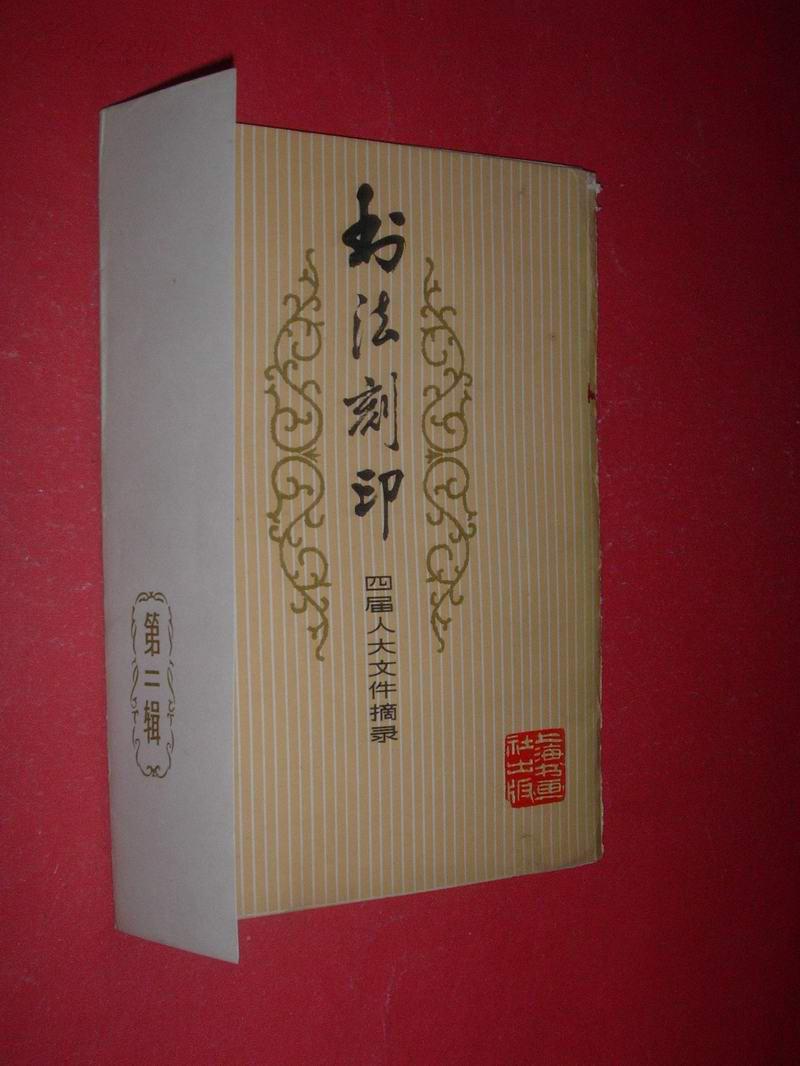 书法刻印
四届人大文件摘录
上海书画
社出版
第二辑